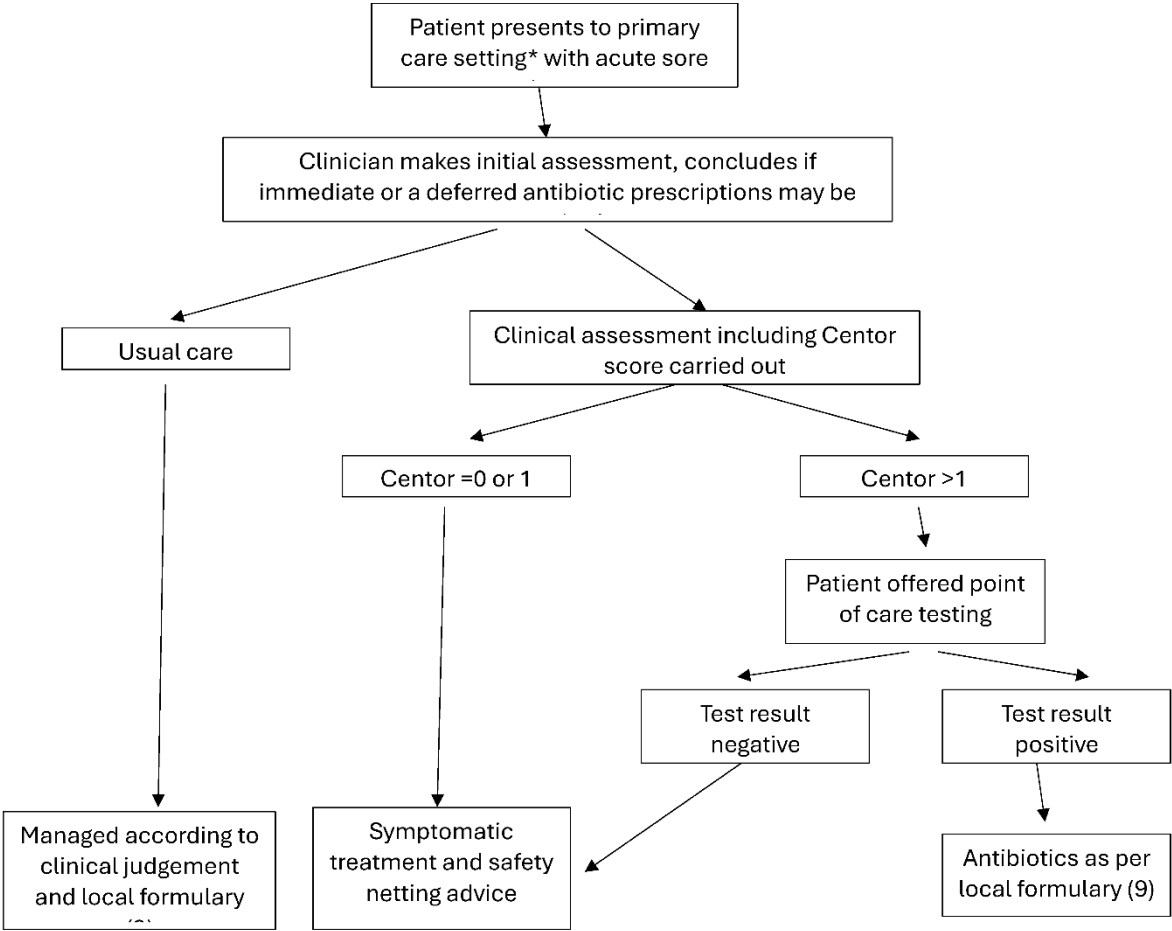 Patient presents to primary
care setting* with acute sore
Clinician makes initial assessment, concludes if
immediate or a deferred antibiotic prescriptions may be
Usual care
Clinical assessment including Centor
score carried out
Centor =0 or 1
Centor >1
Patient offered point
of care testing
Test result
negative
Test result
positive
Managed according to
clinical judgement
and local formulary
Symptomatic
treatment and safety
netting advice
Antibiotics as per
local formulary (9)